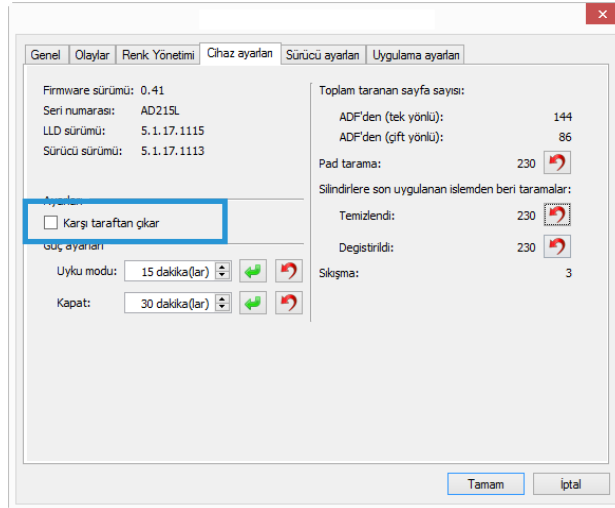 Genel Olaylar Renk Yönetimi Cihaz ayarları Sürücü ayarları Uygulama ayarları
Firmware sürümü: 0.41
Seri numarası: AD215L
LLD sürümü: 5.1.17.1115
Sürücü sürümü: 5.1.17.1113
Ayarları
Karşı taraftan çıkar
Güç ayarları
Uyku modu: 15 dakika(lar)
Kapat: 30 dakika(lar)
Toplam taranan sayfa sayısı:
ADF'den (tek yönlü): 144
ADF'den (çift yönlü): 86
Pad tarama: 230
Silindirlere son uygulanan islemden beri taramalar:
Temizlendi: 230
Degistirildi: 230
Sıkışma: 3
Tamam İptal